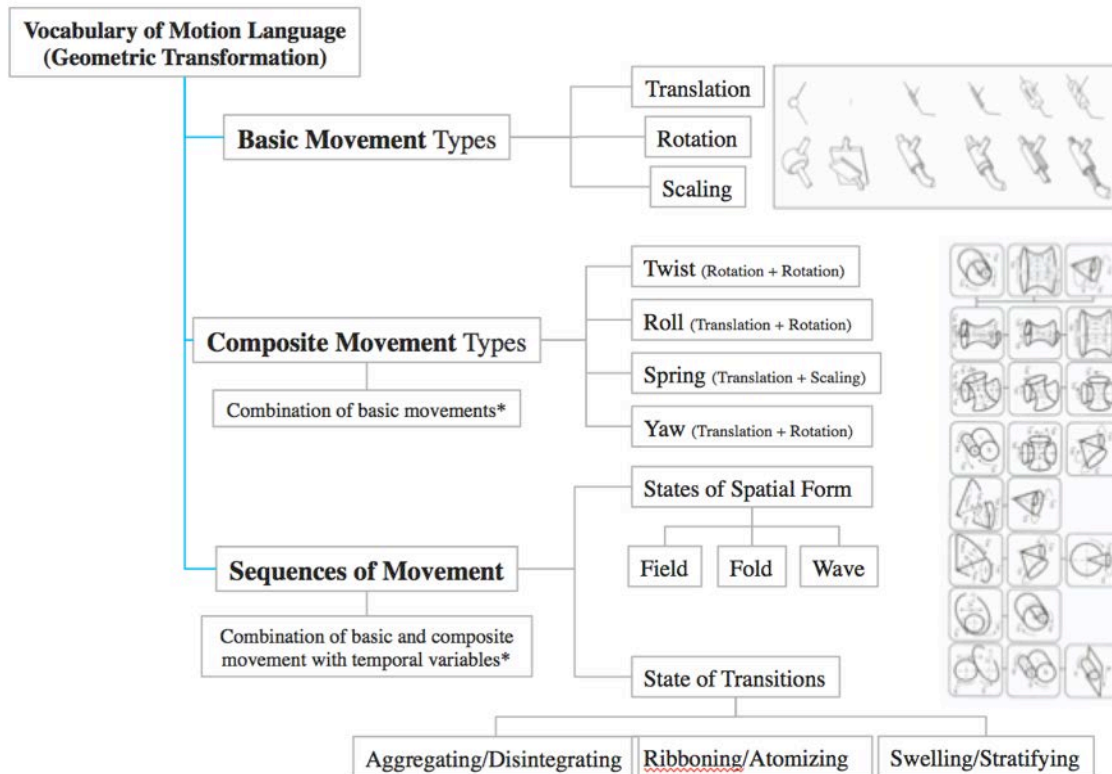 Vocabulary of Motion Language
(Geometric Transformation)
Basic Movement Types
Translation
Rotation
Scaling
Composite Movement Types
Combination of basic movements*
Twist (Rotation + Rotation)
Roll (Translation + Rotation)
Spring (Translation + Scaling)
Yaw (Translation + Rotation)
Sequences of Movement
Combination of basic and composite
movement with temporal variables*
States of Spatial Form
Field
Fold
Wave
State of Transitions
Aggregating/Disintegrating
Ribboning/Atomizing
Swelling/Stratifying